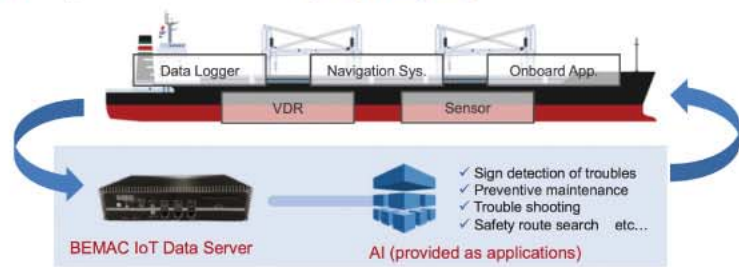 Data Logger
Navigation Sys.
Onboard App.
VDR
Sensor
✓ Sign detection of troubles
✓ Preventive maintenance
✓ Trouble shooting
✓ Safety route search etc…
BEMAC IoT Data Server
AI (provided as applications)